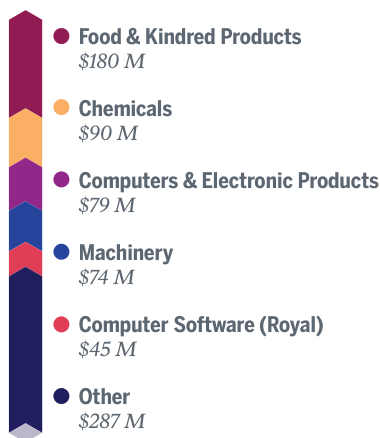 Food & Kindred Products
$180 M
Chemicals
$90 M
Computers & Electronic Products
$79 M
Machinery
$74 M
Computer Software (Royal)
$45 M
Other
$287 M